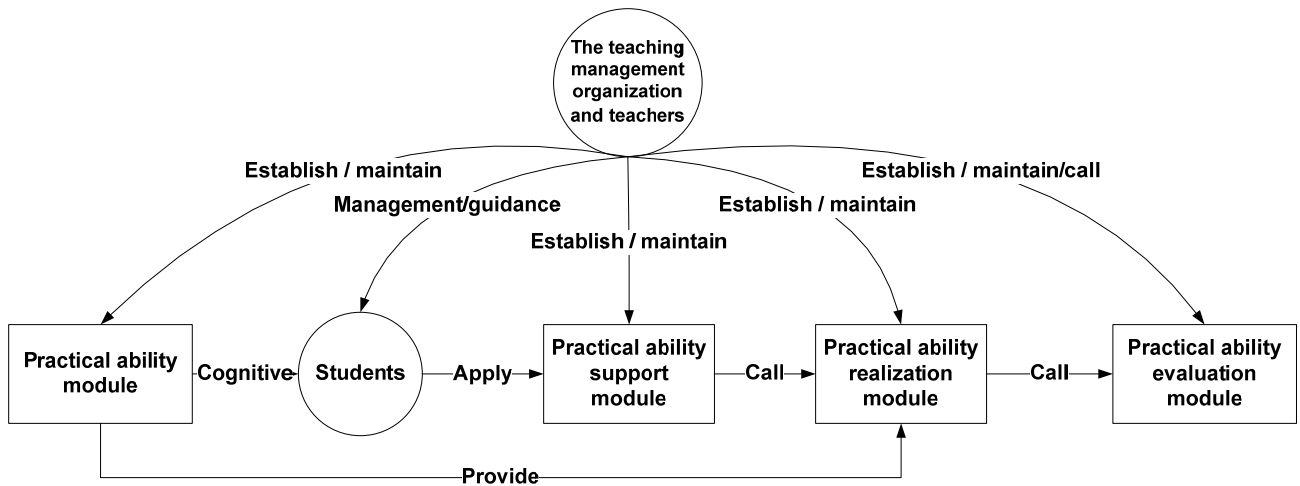 The teaching
management
organization
and teachers
Establish / maintain
Establish / maintain/call
Management/guidance
Establish / maintain
Establish / maintain
Practical ability
module
Cognitive
Students
Apply
Practical ability
support
module
Call
Practical ability
realization
module
Call
Practical ability
evaluation
module
Provide